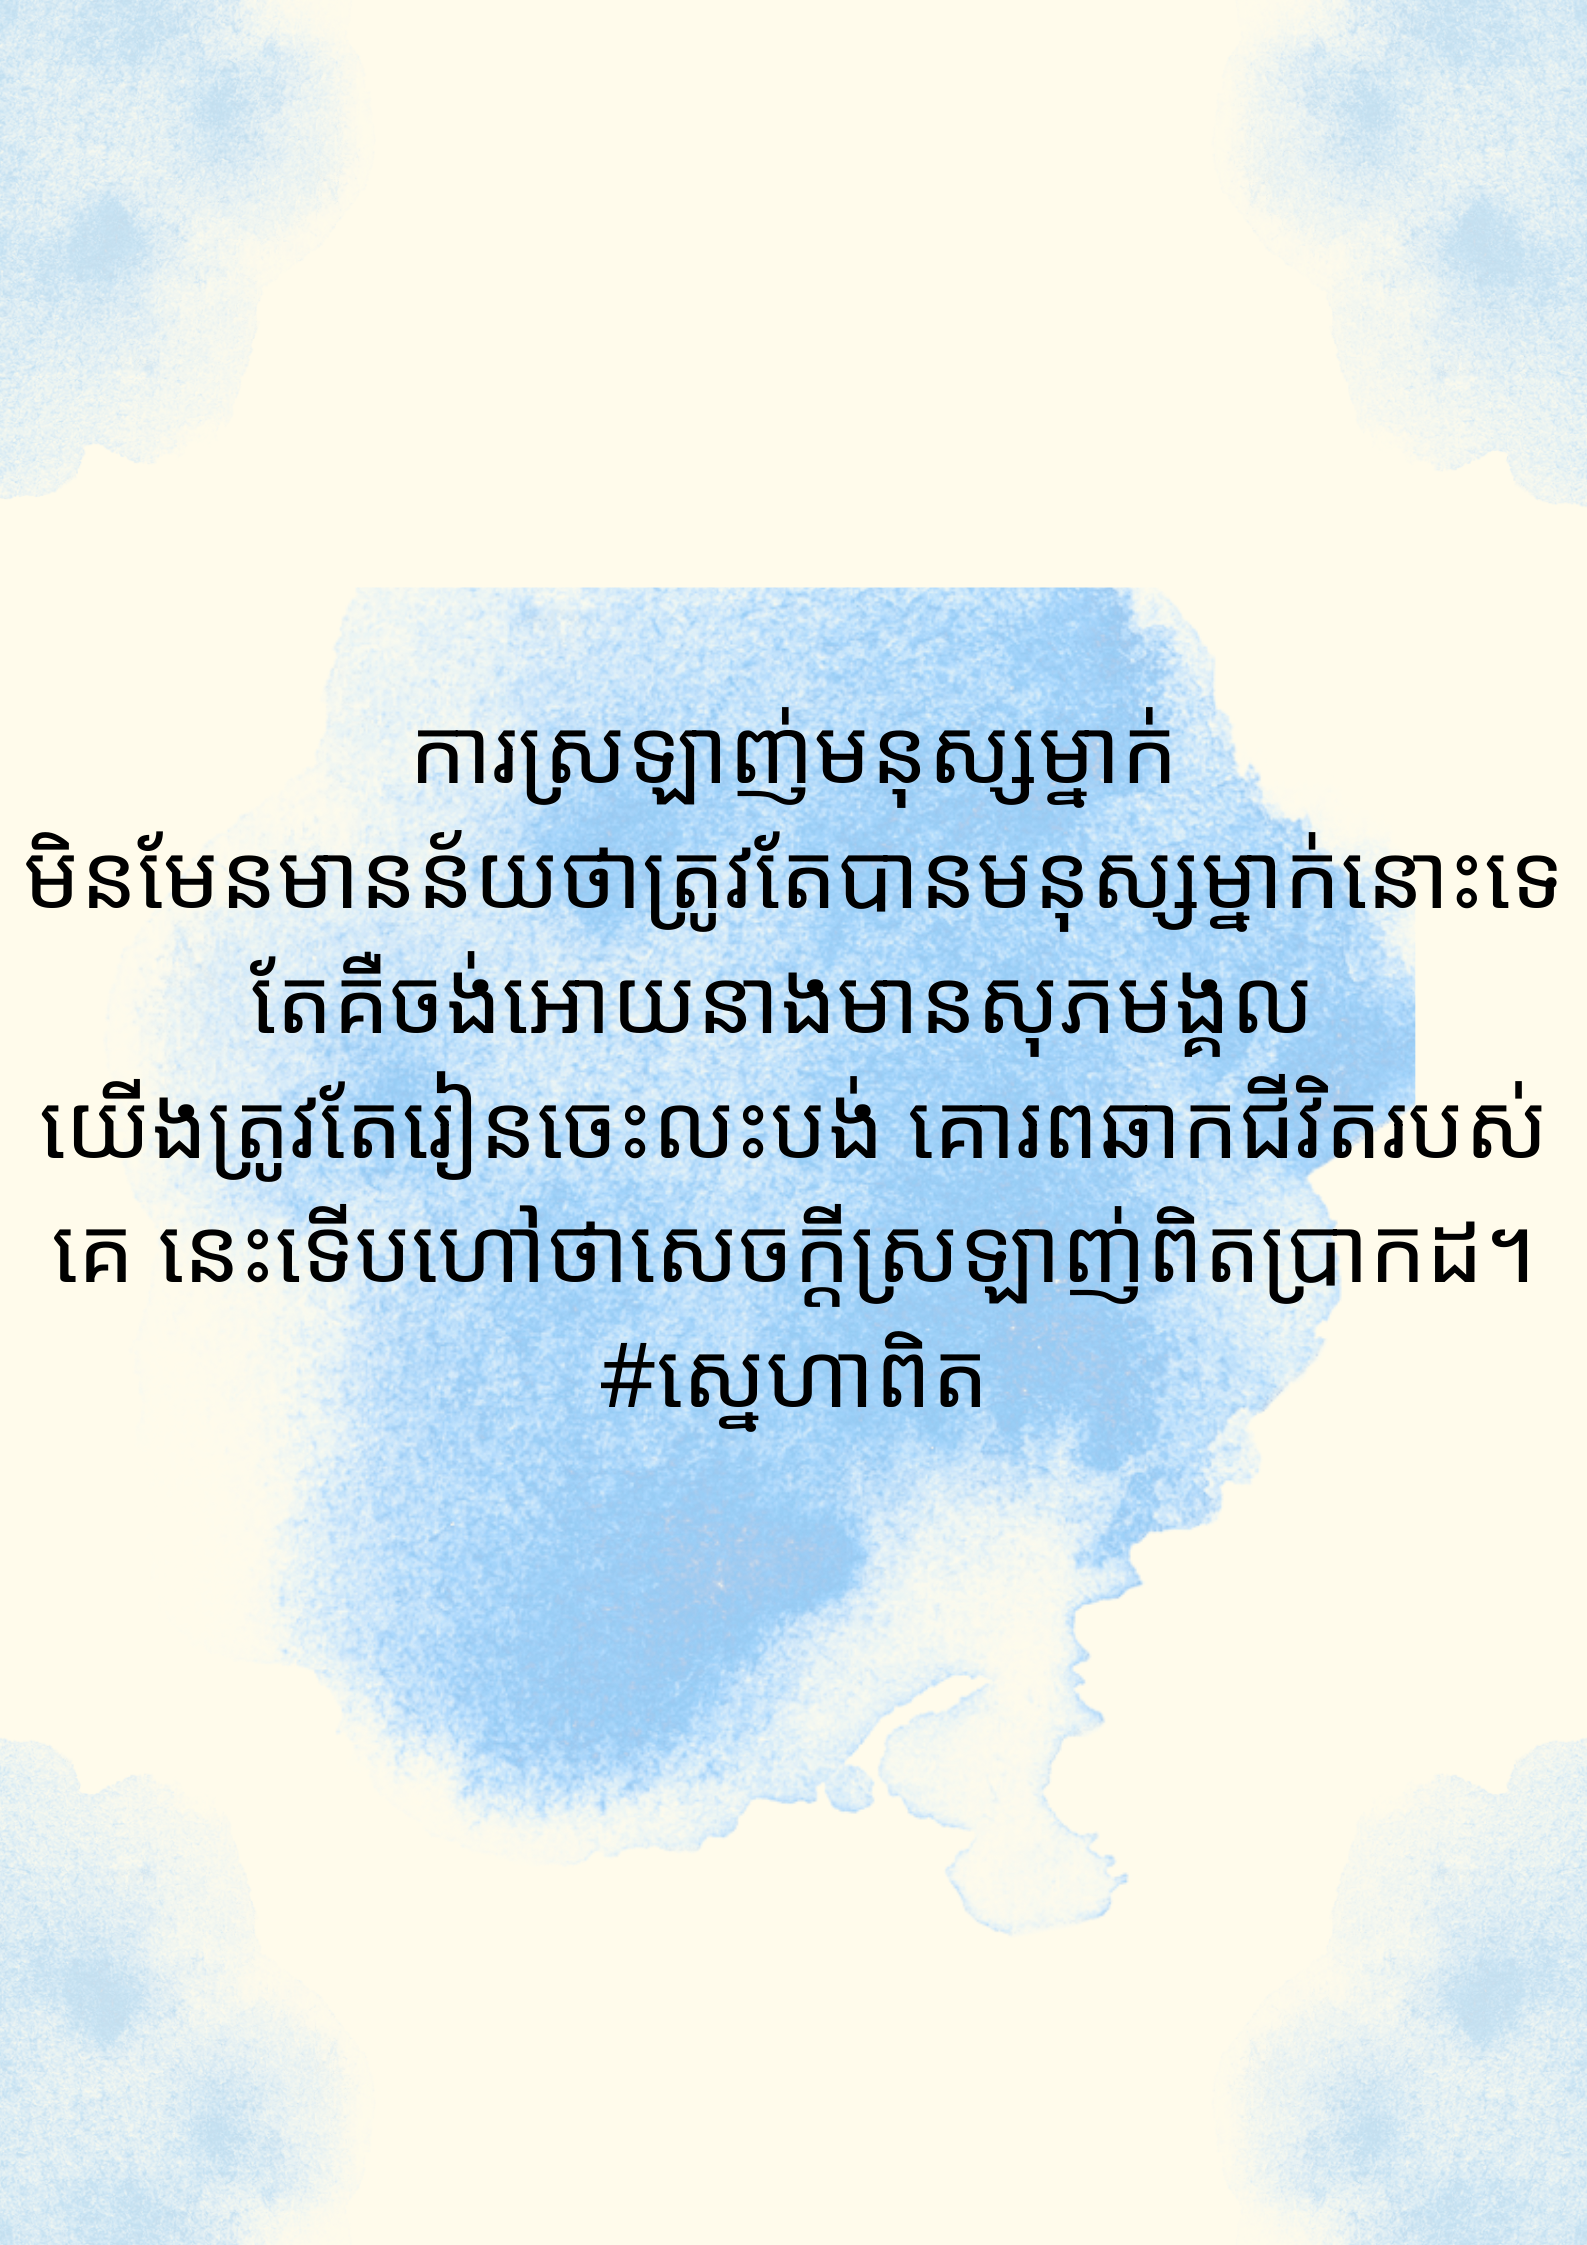 ការស្រឡាញ់មនុស្សម្នាក់
មិនមែនមានន័យថាត្រូវតែបានមនុស្សម្នាក់នោះទេ
តែគឺចង់អោយនាងមានសុភមង្គល
យើងត្រូវតែរៀនចេះលះបង់ គោរពឆាកជីវិតរបស់
គេ នេះទើបហៅថាសេចក្ដីស្រឡាញ់ពិតប្រាកដ។
#ស្នេហាពិត